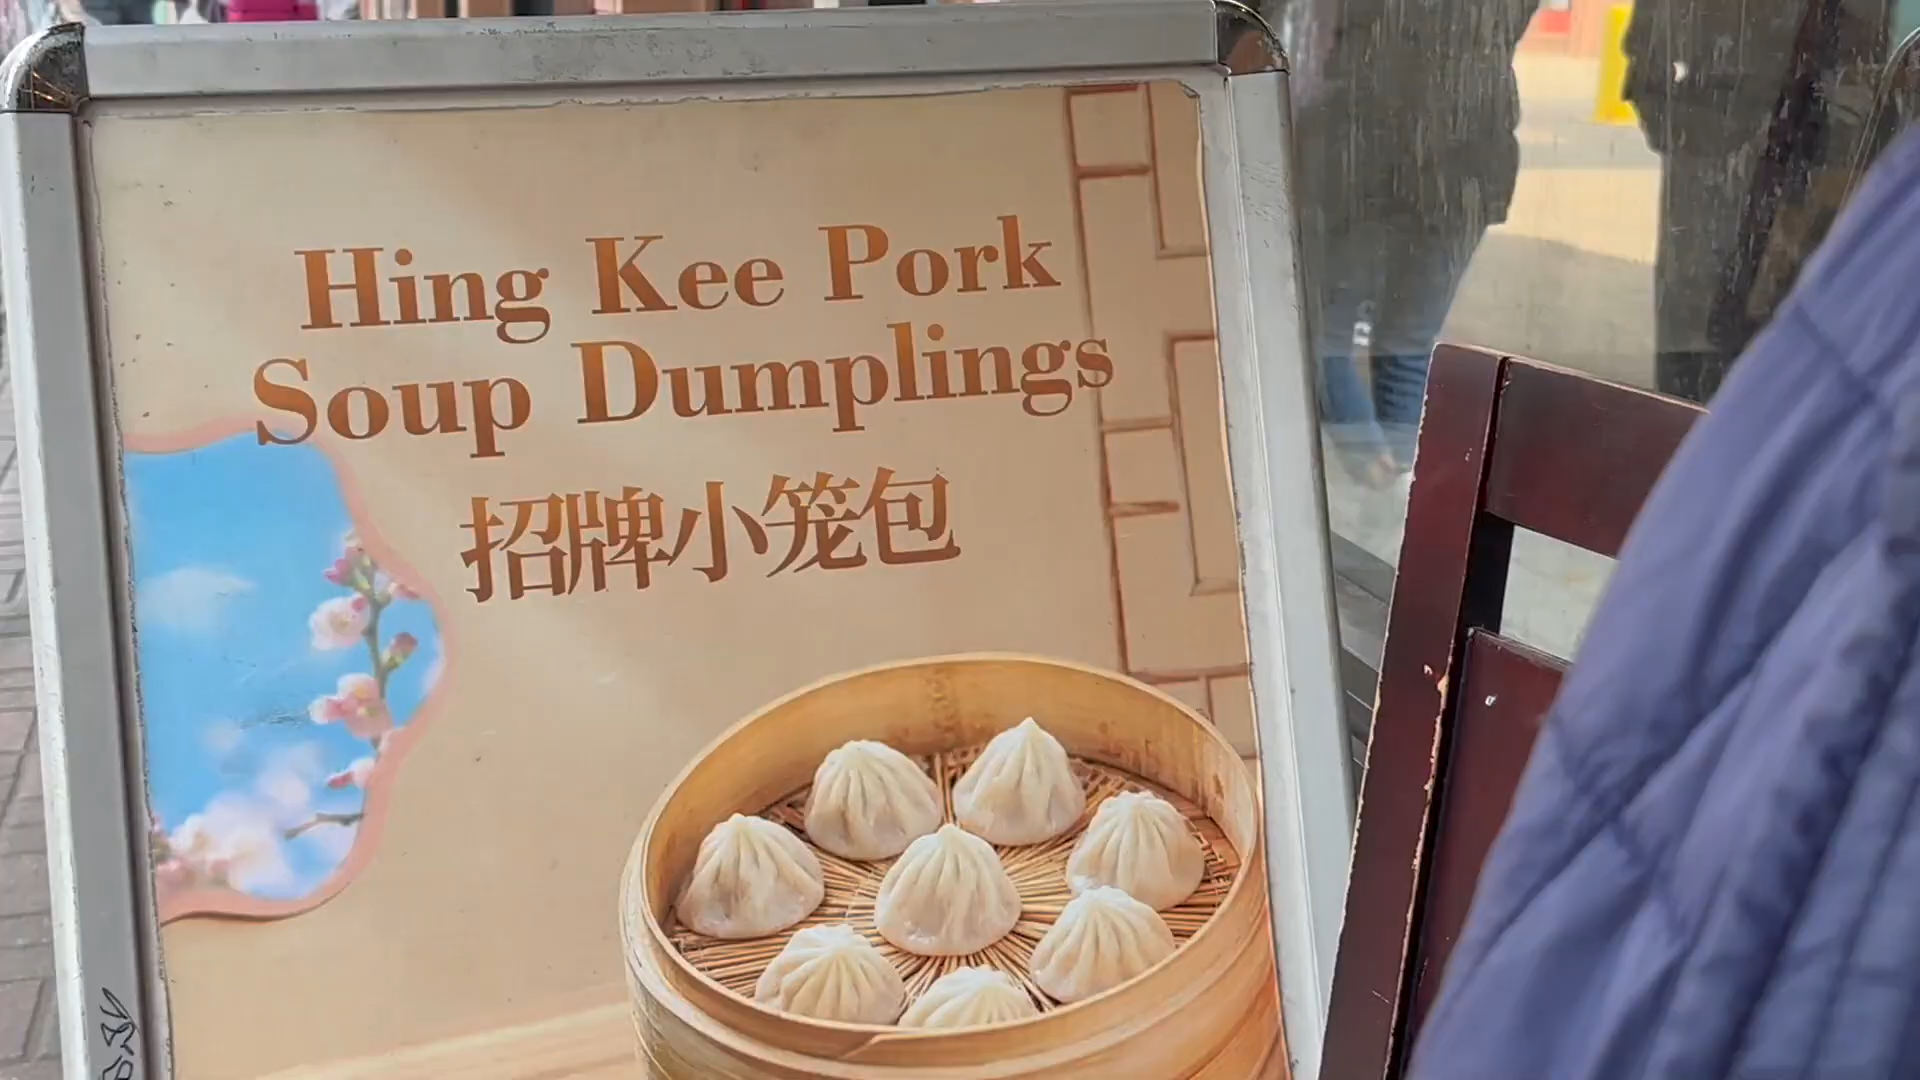 Hing Kee Pork
Soup Dumplings
招牌小笼包